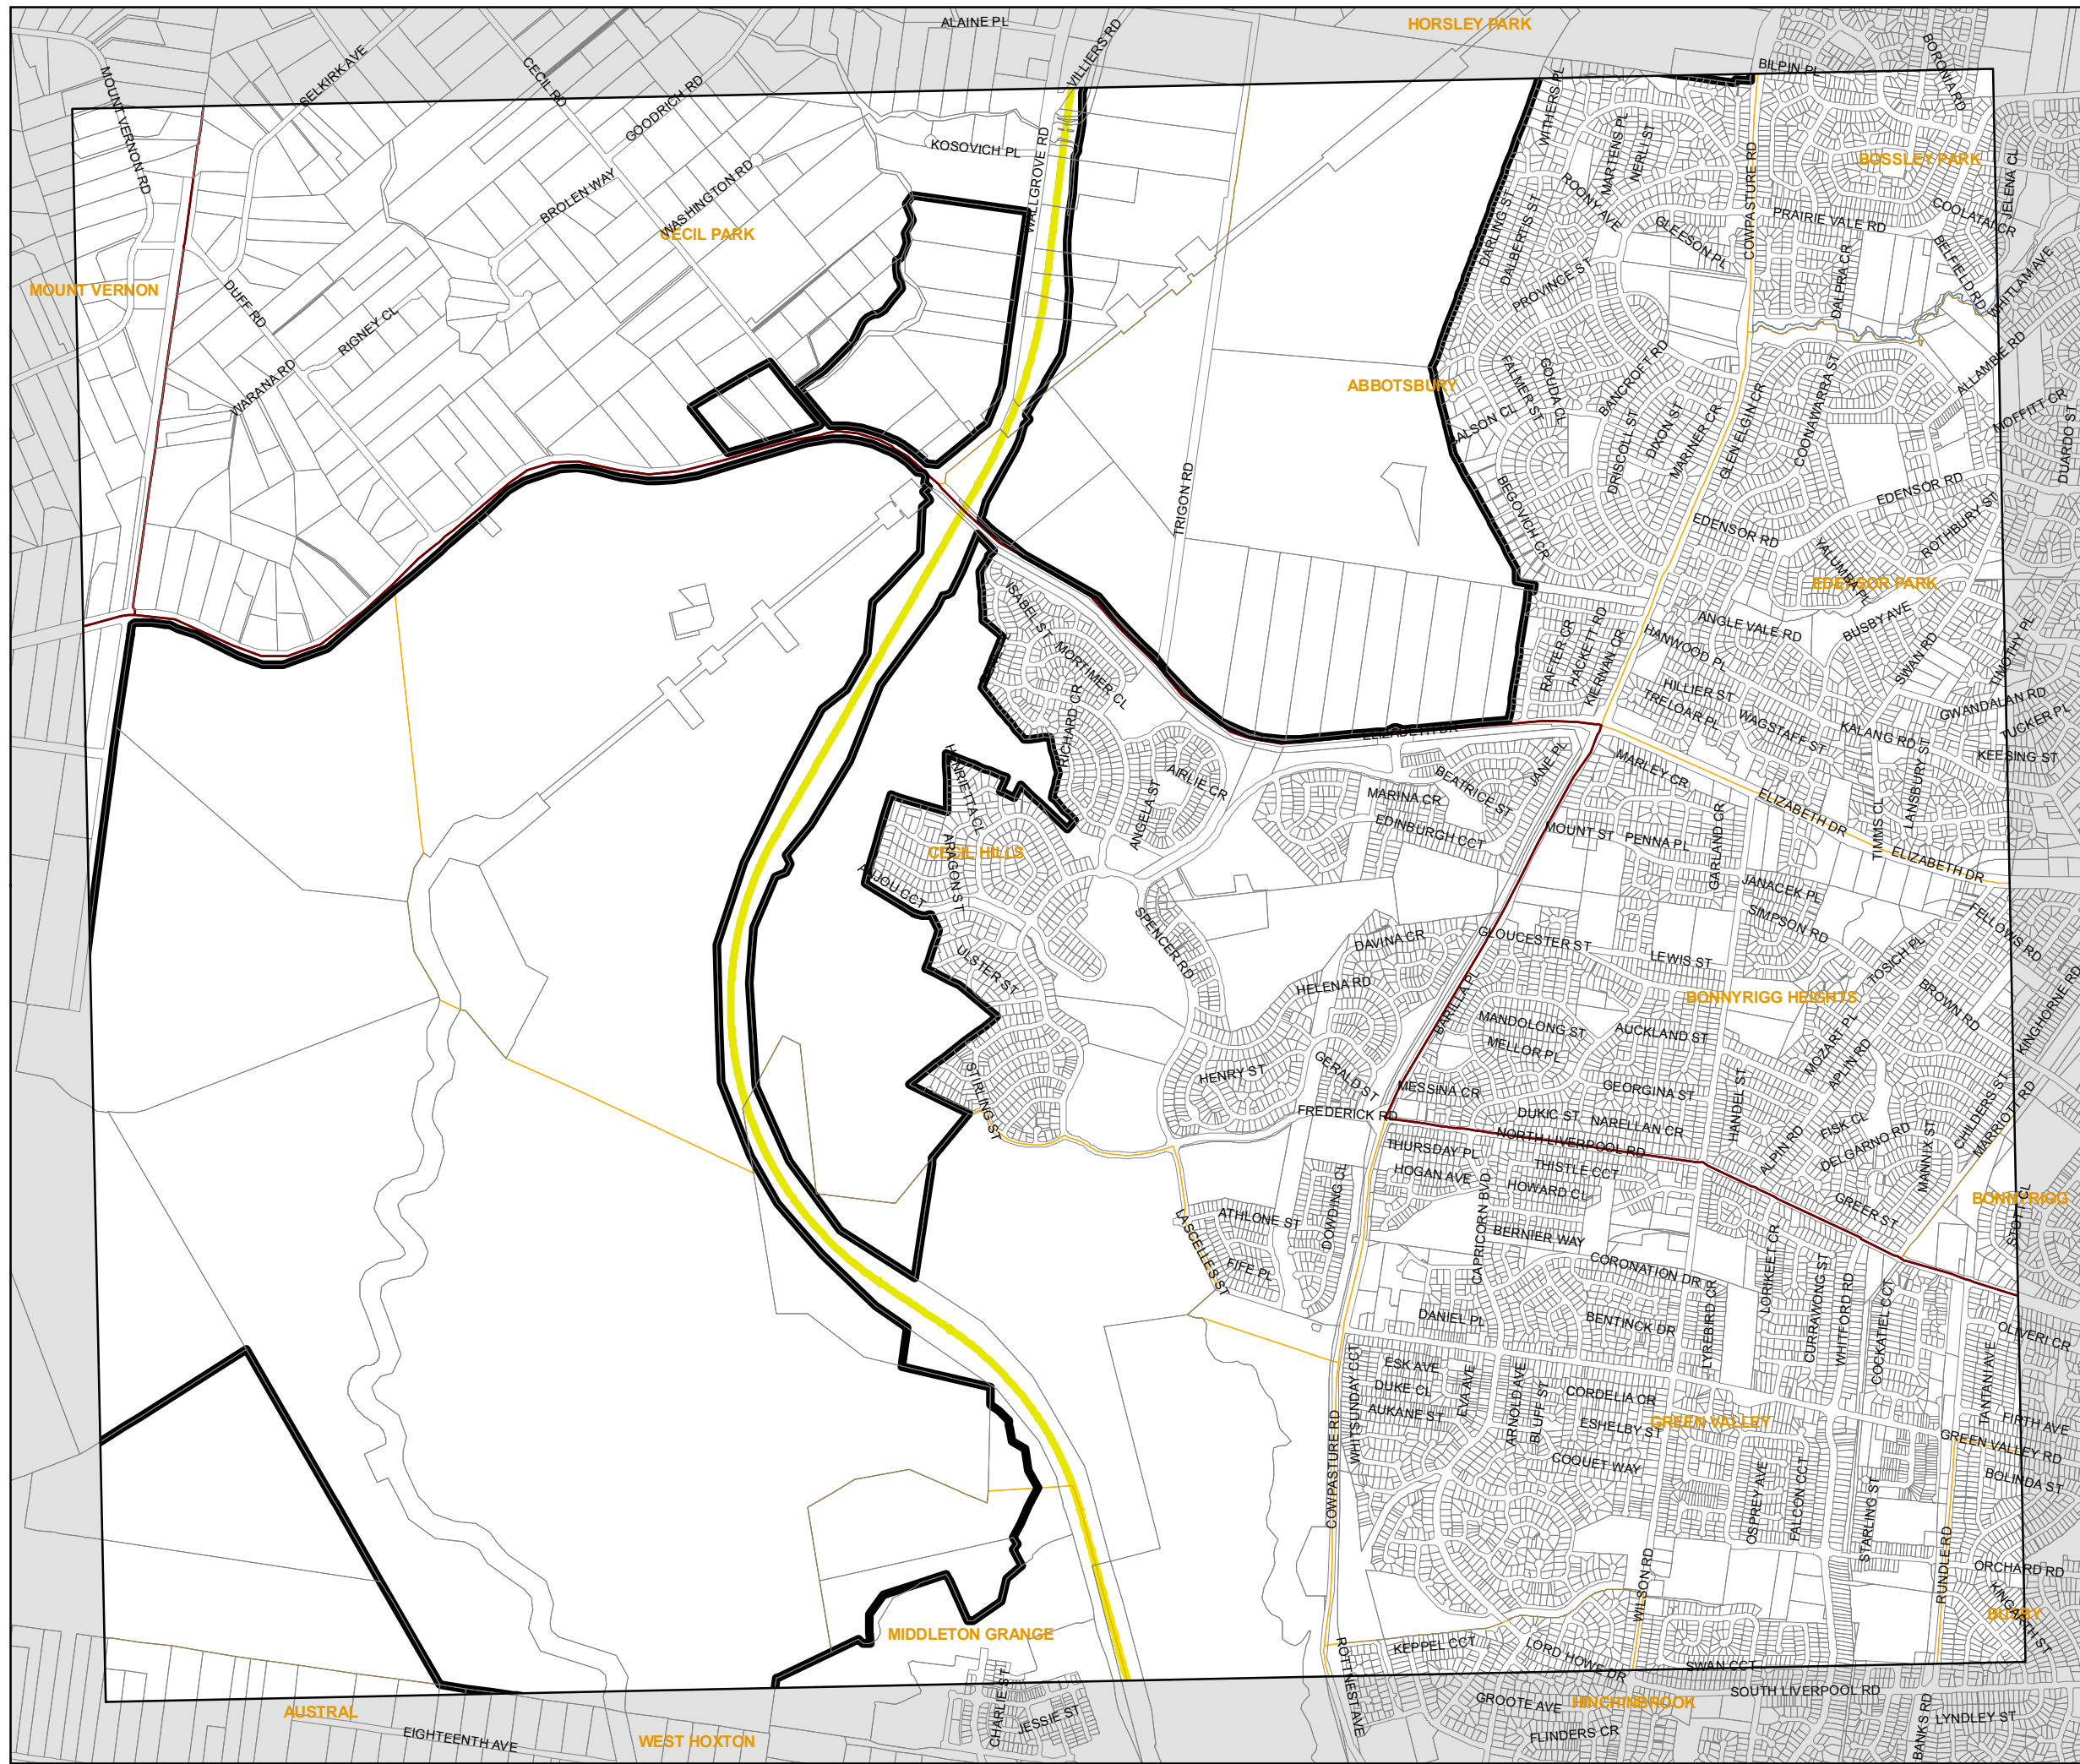 ALAINE PL
HORSLEY PARK
VILLIERS RD
SELKIRK AVE
CECIL RD
MOUNT VERNON RD
GOODRICH RD
BILPIN PL
BORONIA RD
WITHERS PL
KOSOVICH PL
WALLGROVE RD
MARTENS PL
NERLI ST
COWPASTURE RD
BOSSLEY PARK
JELENA CL
BROLEN WAY
WASHINGTON RD
CECIL PARK
DARLING ST
DALBERTIS ST
ROONY AVE
GLEESON PL
PRAIRIE VALE RD
COOLATAI CR
BELFIELD RD
WHITLAM AVE
MOUNT VERNON
DUFF RD
RIGNEY CL
PROVINCE ST
DALPRA CR
WARANA RD
ABBOTSBURY
FALMER ST
GOUDA CL
BANCROFT RD
ALLAMBIE RD
MOFFITT CR
DUARDO ST
DRISCOLL ST
DIXON ST
MARINER CR
GLEN ELGIN CR
COONAWARRA ST
TRIGON RD
BEGOVICH CR
EDENSOR RD
EDENSOR RD
ROTHBURY ST
YALUMBA PL
EDENSOR PARK
ISABEL ST
MORTIMER CL
RICHARD CR
RAFTER CR
HACKETT RD
KIERNAN CR
ANGLE VALE RD
HANWOOD PL
BUSBY AVE
SWAN RD
TIMOTHY PL
HILLIER ST
TRELOAR PL
WAGSTAFF ST
KALANG RD
GWANDALAN RD
TUCKER PL
KEESING ST
LANSBURY ST
ELIZABETH DR
HENRIETTA CL
AIRLIE CR
ANGELA ST
BEATRICE ST
JANE PL
MARINA CR
EDINBURGH CCT
MARLEY CR
ELIZABETH DR
TIMMS CL
ELIZABETH DR
MOUNT ST
PENNA PL
GARLAND CR
CECIL HILLS
ARAGON ST
ANJOU CCT
JANACEK PL
SIMPSON RD
FELLOWS RD
SPENCER RD
DAVINA CR
GLOUCESTER ST
LEWIS ST
TOSICH PL
ULSTER ST
HELENA RD
BARILLA PL
BONNYRIGG HEIGHTS
BROWN RD
KINGHORNE RD
MANDOLONG ST
MELLOR PL
AUCKLAND ST
MOZART PL
APLIN RD
STIRLING ST
HENRY ST
GERALD ST
MESSINA CR
GEORGINA ST
HANDEL ST
CHILDERS ST
MARRIOTT RD
FREDERICK RD
DUKIC ST
NARELLAN CR
FISK CL
DELGARNO RD
ALPIN RD
MANNIX ST
THURSDAY PL
NORTH LIVERPOOL RD
HOGAN AVE
THISTLE CCT
HOWARD CL
BONNYRIGG
STOTT CL
LASCELLES ST
ATHLONE ST
DOWDING CL
CAPRICORN BVD
BERNIER WAY
GREER ST
FIFE PL
CORONATION DR
LORIKEET CR
CURRAWONG ST
WHITFORD RD
COCKATIEL CCT
DANIEL PL
BENTINCK DR
LYREBIRD CR
OLIVERI CR
TANTANI AVE
WHITSUNDAY CCT
ESK AVE
DUKE CL
AUKANE ST
EVA AVE
ARNOLD AVE
BLUFF ST
CORDELIA CR
ESHELBY ST
GREEN VALLEY
FIRTH AVE
GREEN VALLEY RD
BOLINDA ST
COQUET WAY
COWPASTURE RD
OSPREY AVE
FALCON CCT
STARLING ST
RUNDLE RD
ORCHARD RD
WILSON RD
BUSBY
MIDDLETON GRANGE
ROTTNEST AVE
KEPPEL CCT
LORD HOWE DR
SWAN CCT
SOUTH LIVERPOOL RD
CHARLIE ST
JESSIE ST
GROOTE AVE
HINCHINBROOK
FLINDERS CR
BANKS RD
LYNDLEY ST
AUSTRAL
EIGHTEENTH AVE
WEST HOXTON